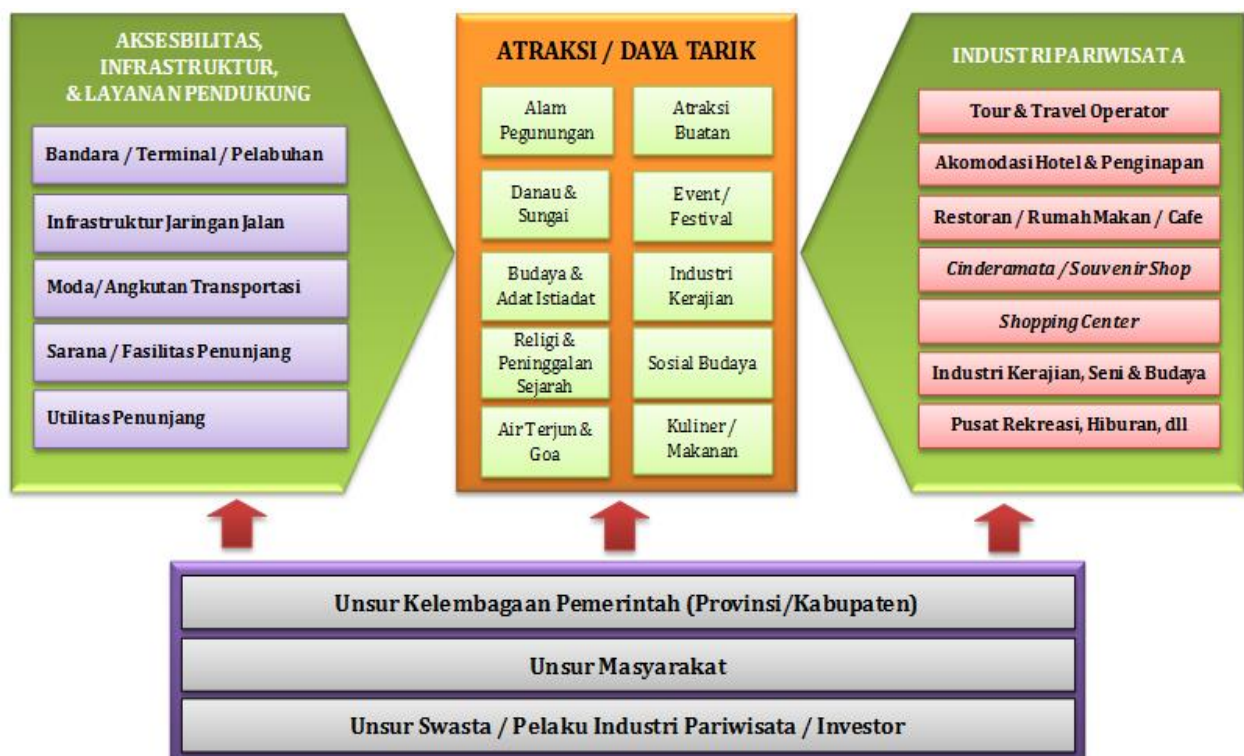 AKSESBILITAS,
INFRASTRUKTUR,
& LAYANAN PENDUKUNG
Bandara / Terminal / Pelabuhan
Infrastruktur Jaringan Jalan
Moda/ Angkutan Transportasi
Sarana / Fasilitas Penunjang
Utilitas Penunjang
ATRAKSI / DAYA TARIK
Alam
Pegunungan
Atraksi
Buatan
Danau &
Sungai
Event /
Festival
Budaya &
Adat Istiadat
Industri
Kerajian
Religi &
Peninggalan
Sejarah
Sosial Budaya
Air Terjun &
Goa
Kuliner /
Makanan
INDUSTRI PARIWISATA
Tour & Travel Operator
Akomodasi Hotel & Penginapan
Restoran / Rumah Makan / Cafe
Cinderamata / Souvenir Shop
Shopping Center
Industri Kerajian, Seni & Budaya
Pusat Rekreasi, Hiburan, dll
Unsur Kelembagaan Pemerintah (Provinsi/Kabupaten)
Unsur Masyarakat
Unsur Swasta / Pelaku Industri Pariwisata / Investor